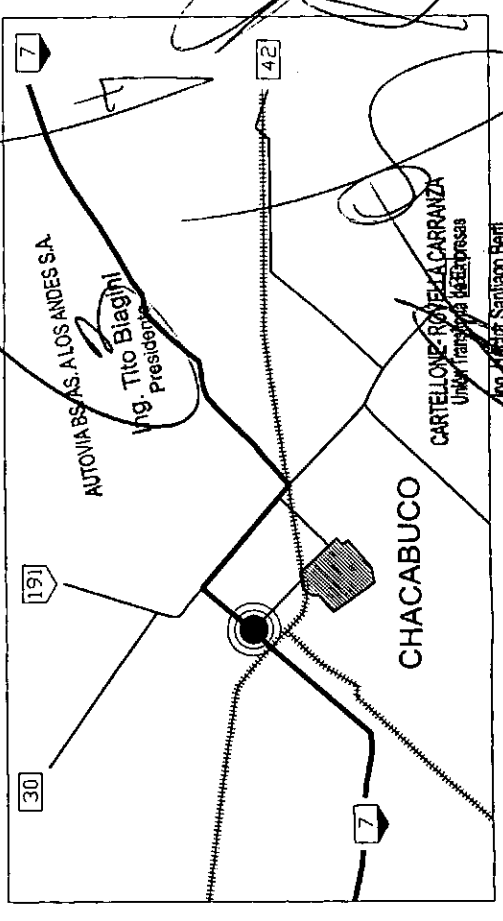 30
191
7
42
7
CHACABUCO
AUTOVIA BS. AS. A LOS ANDES S.A.
Ing. Tito Biagini
Presidente
CARTELLONE - ROVELLA CARRANZA
Unión Transitoria de Empresas
Santiago